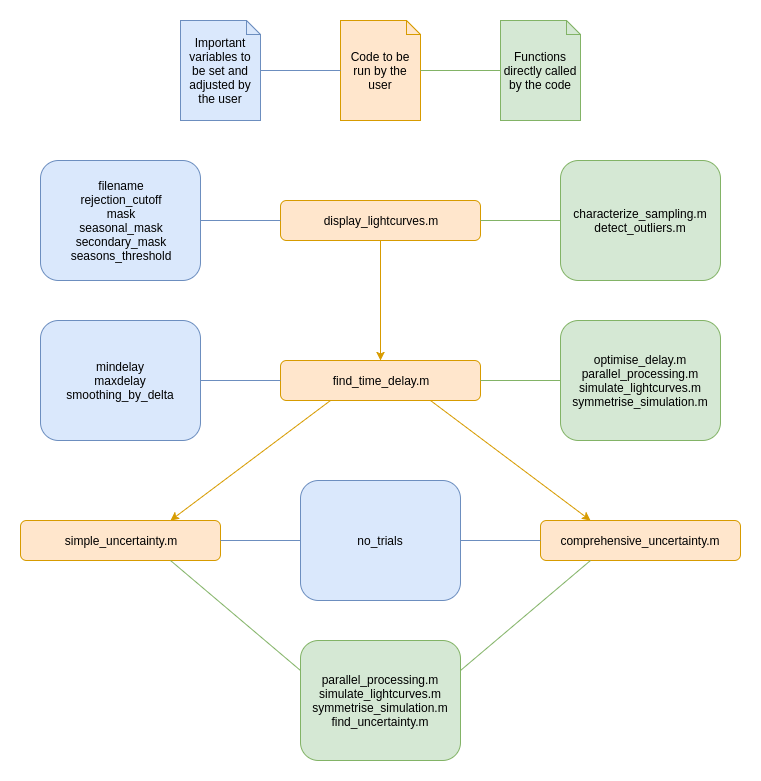 Important
variables to
be set and
adjusted by
the user
Code to be
run by the
user
Functions
directly called
by the code
filename
rejection_cutoff
mask
seasonal_mask
secondary_mask
seasons_threshold
display_lightcurves.m
characterize_sampling.m
detect_outliers.m
mindelay
maxdelay
smoothing_by_delta
find_time_delay.m
optimise_delay.m
parallel_processing.m
simulate_lightcurves.m
symmetrise_simulation.m
simple_uncertainty.m
no_trials
comprehensive_uncertainty.m
parallel_processing.m
simulate_lightcurves.m
symmetrise_simulation.m
find_uncertainty.m